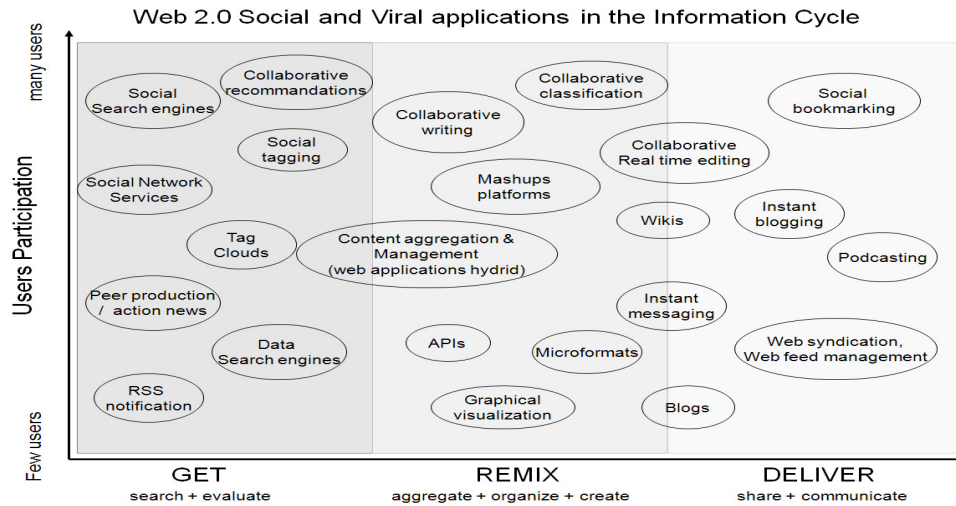 Web 2.0 Social and Viral applications in the Information Cycle
many users
Users Participation
Few users
Social
Search engines
Collaborative
recommandations
Social
tagging
Social Network
Services
Tag
Clouds
Peer production
/ action news
Data
Search engines
RSS
notification
Collaborative
writing
Collaborative
classification
Mashups
platforms
Content aggregation &
Management
(web applications hydrid)
APIs
Microformats
Graphical
visualization
Collaborative
Real time editing
Wikis
Instant
messaging
Blogs
Social
bookmarking
Instant
blogging
Podcasting
Web syndication,
Web feed management
GET
search + evaluate
REMIX
aggregate + organize + create
DELIVER
share + communicate